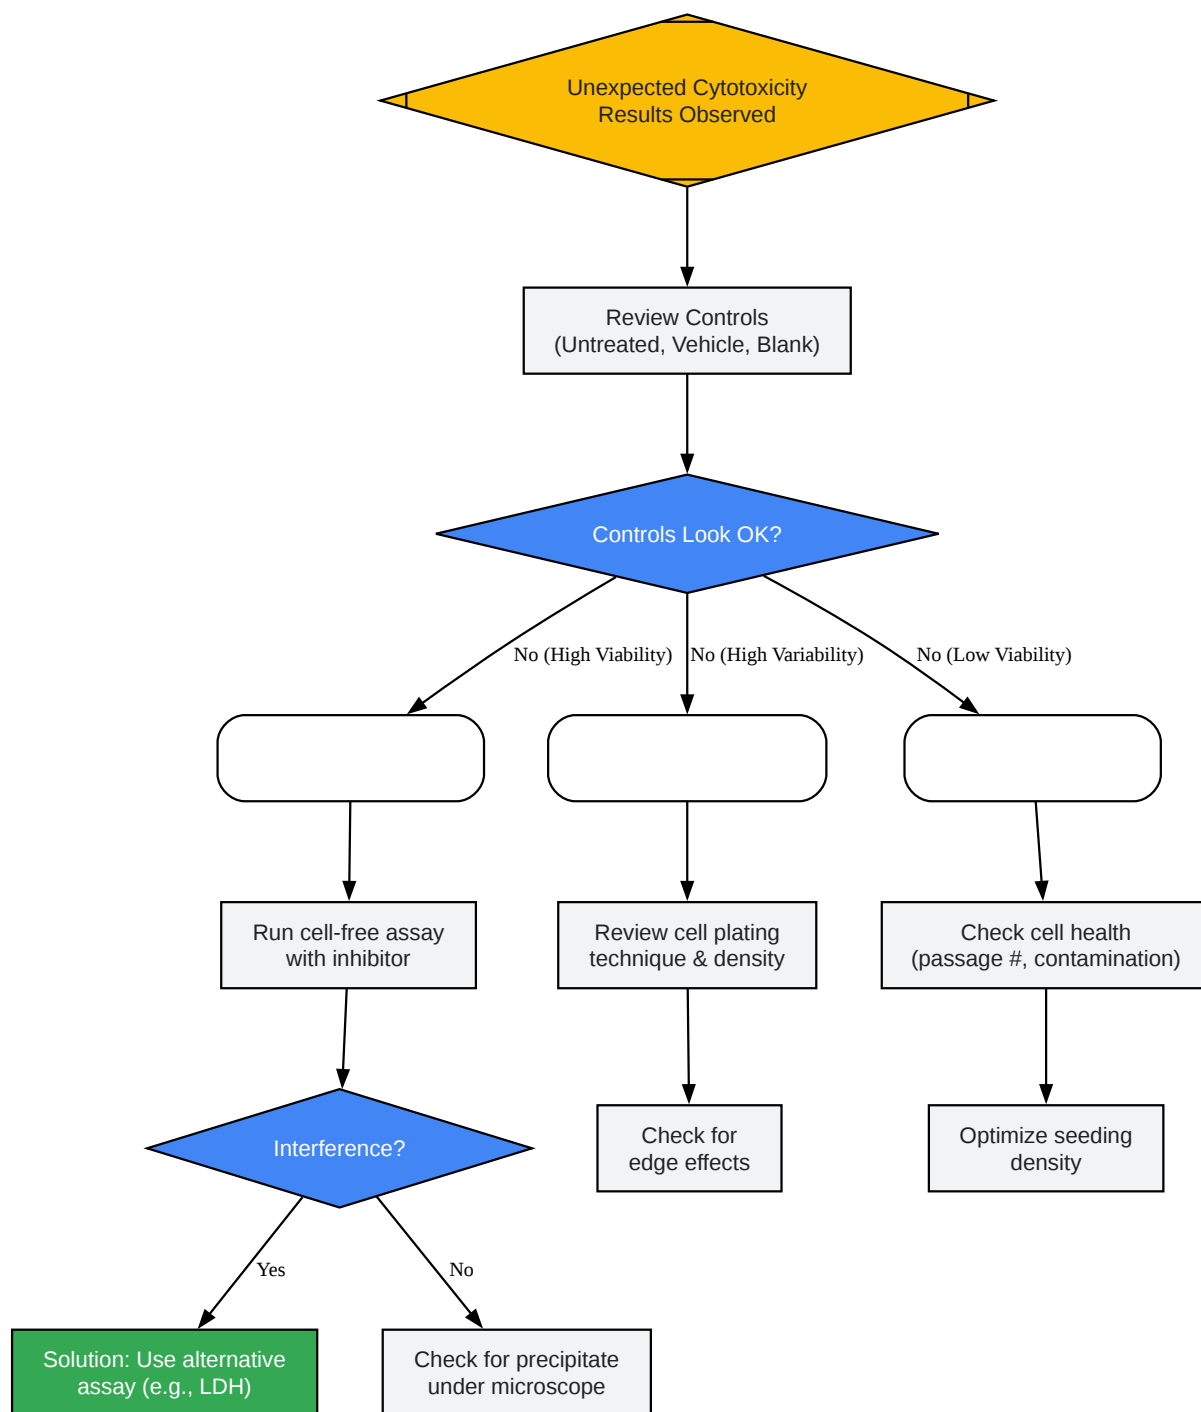 Unexpected Cytotoxicity
Results Observed
Review Controls
(Untreated, Vehicle, Blank)
Controls Look OK?
No (High Viability)
No (High Variability)
No (Low Viability)
Run cell-free assay
with inhibitor
Review cell plating
technique & density
Check cell health
(passage #, contamination)
Interference?
Check for
edge effects
Optimize seeding
density
Yes
No
Solution: Use alternative
assay (e.g., LDH)
Check for precipitate
under microscope